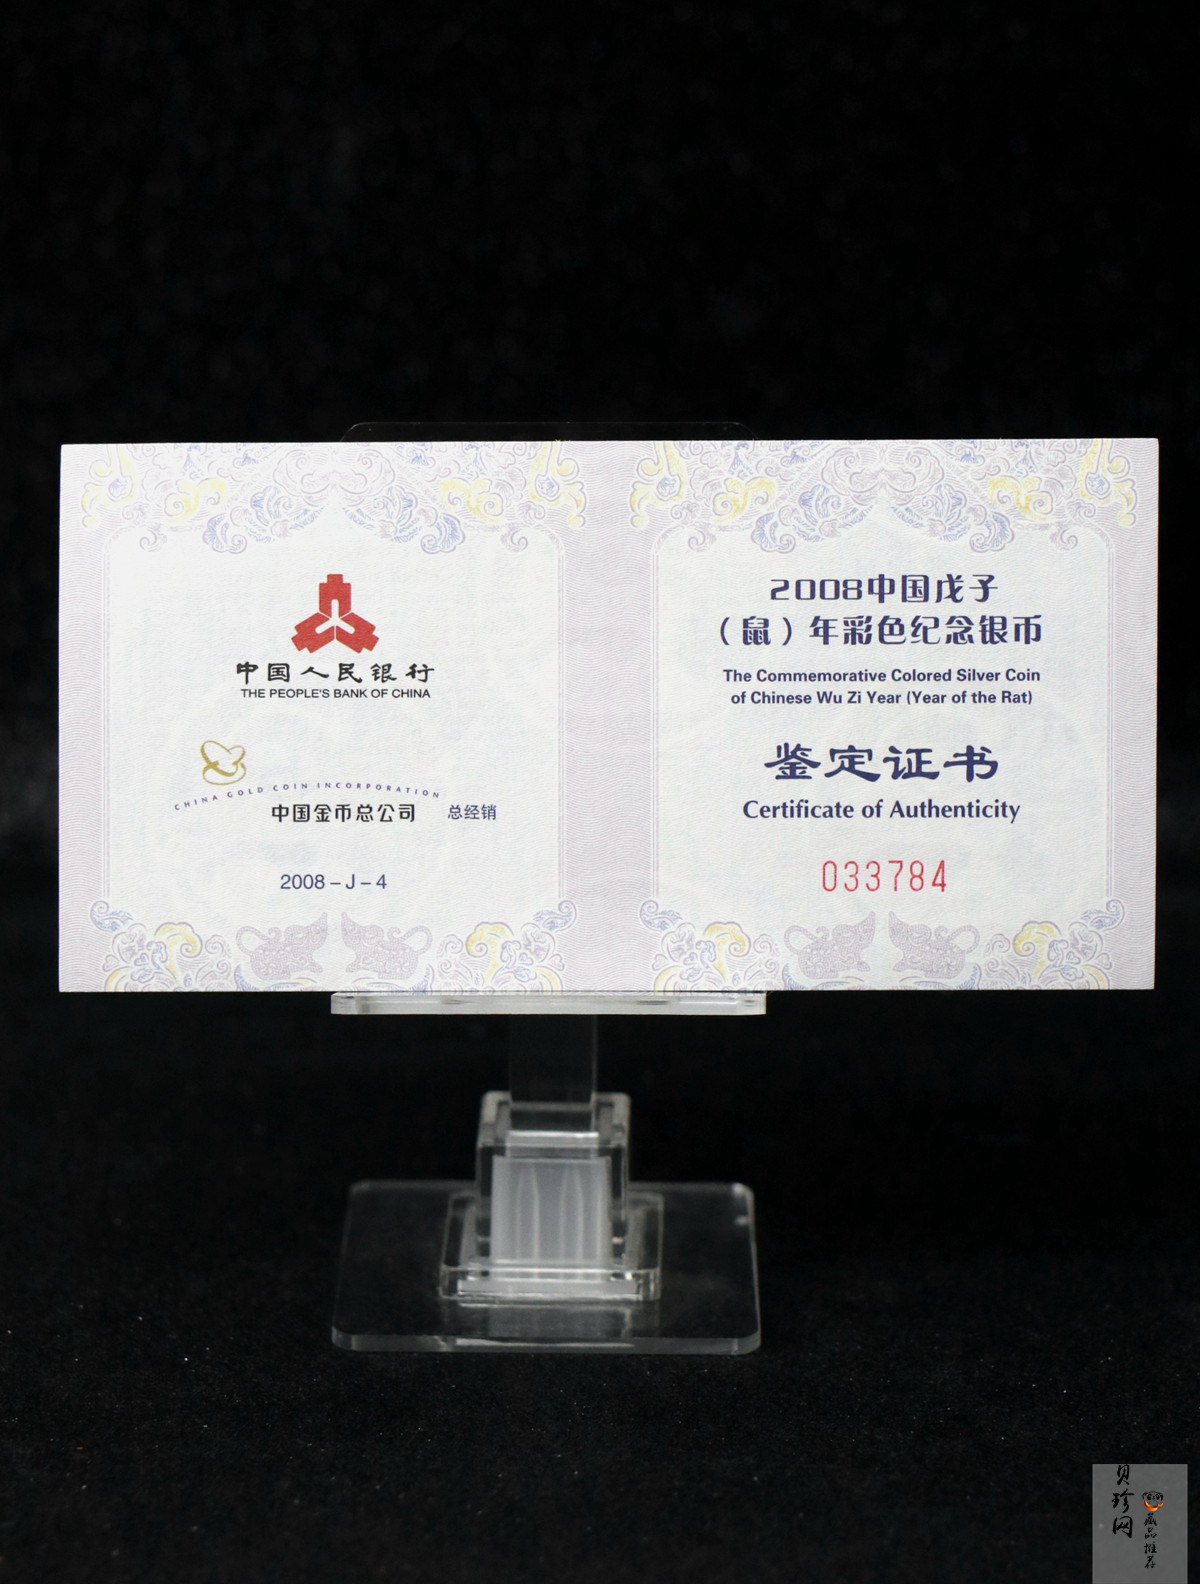 中国人民银行
THE PEOPLE'S BANK OF CHINA
CHINA GOLD COIN INCORPORATION
中国金币总公司 总经销
2008 – J – 4
2008中国戊子
（鼠）年彩色纪念银币
The Commemorative Colored Silver Coin
of Chinese Wu Zi Year (Year of the Rat)
鉴定证书
Certificate of Authenticity
033784
贝珍网
藏品推荐